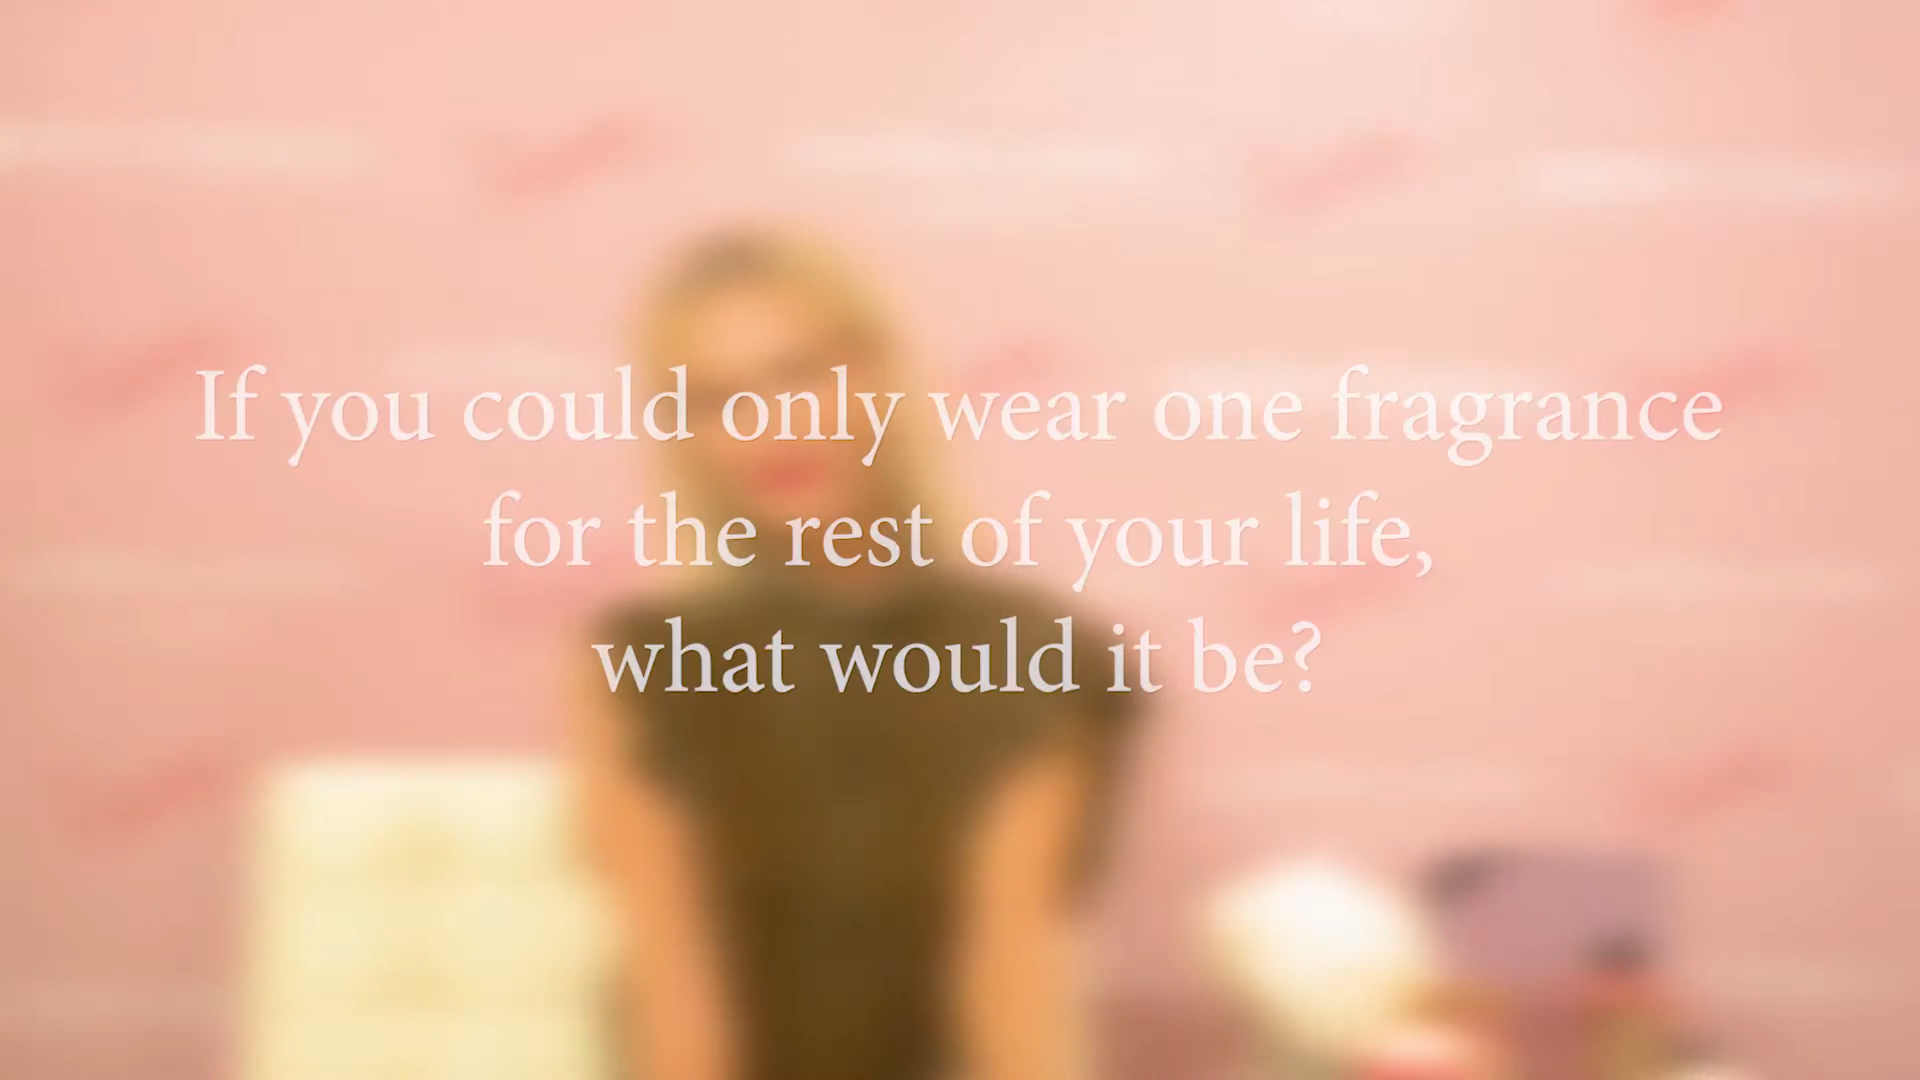 If you could only wear one fragrance
for the rest of your life,
what would it be?